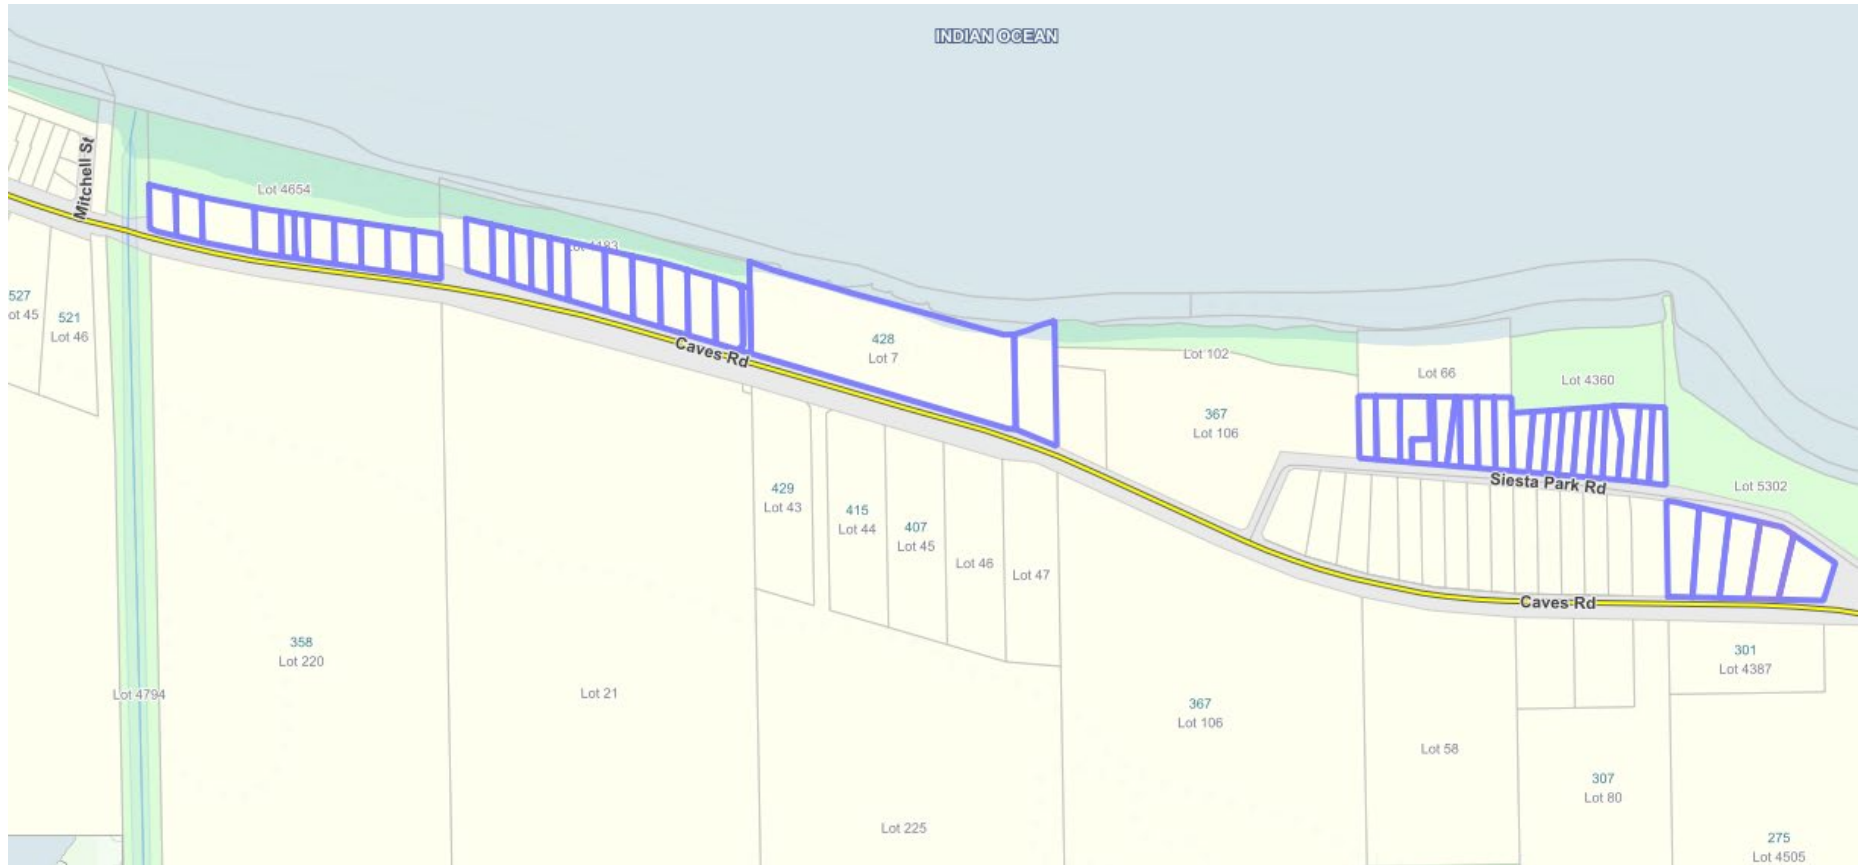 INDIAN OCEAN
Mitchell St
Lot 4654
Lot 4183
527
ot 45
521
Lot 46
Caves Rd
428
Lot 7
Lot 102
Lot 66
Lot 4360
367
Lot 106
Siesta Park Rd
Lot 5302
429
Lot 43
415
Lot 44
407
Lot 45
Lot 46
Lot 47
Caves Rd
358
Lot 220
Lot 4794
Lot 21
367
Lot 106
301
Lot 4387
Lot 58
307
Lot 80
Lot 225
275
Lot 4505